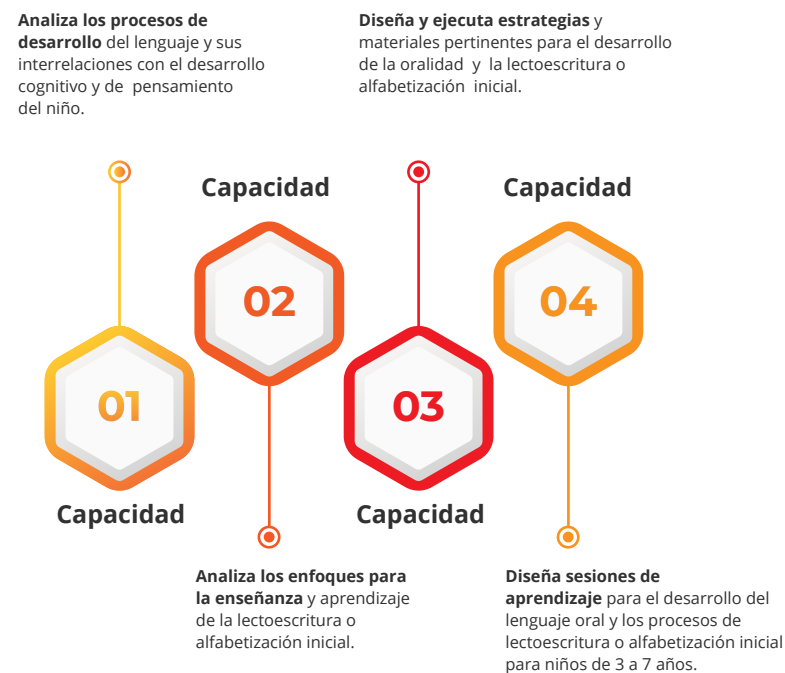 Analiza los procesos de
desarrollo del lenguaje y sus
interrelaciones con el desarrollo
cognitivo y de pensamiento
del niño.
Diseña y ejecuta estrategias y
materiales pertinentes para el desarrollo
de la oralidad y la lectoescritura o
alfabetización inicial.
Capacidad
02
Capacidad
04
01
Capacidad
03
Capacidad
Analiza los enfoques para
la enseñanza y aprendizaje
de la lectoescritura o
alfabetización inicial.
Diseña sesiones de
aprendizaje para el desarrollo del
lenguaje oral y los procesos de
lectoescritura o alfabetización inicial
para niños de 3 a 7 años.